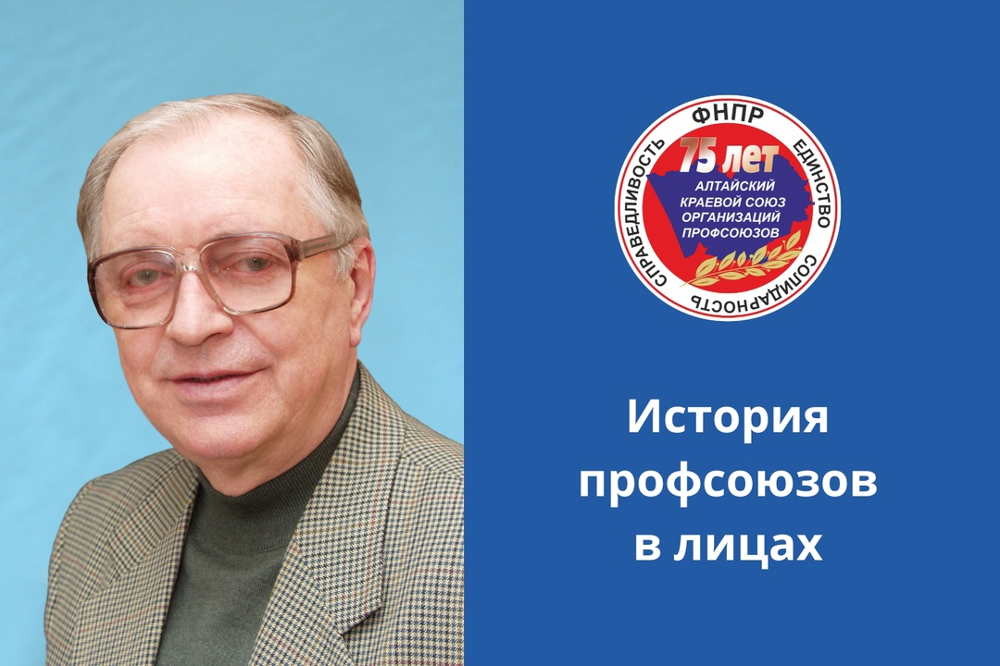 ФНПР
СПРАВЕДЛИВОСТЬ
ЕДИНСТВО
СОЛИДАРНОСТЬ
75 лет
АЛТАЙСКИЙ
КРАЕВОЙ СОЮЗ
ОРГАНИЗАЦИЙ
ПРОФСОЮЗОВ
История
профсоюзов
в лицах